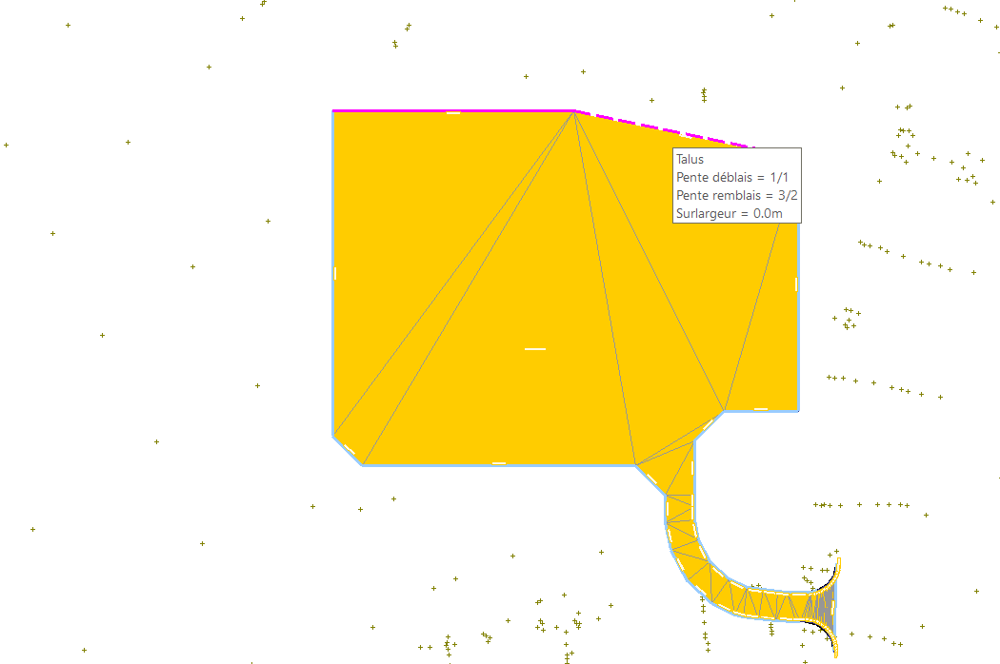 Talus
Pente déblais = 1/1
Pente remblais = 3/2
Surlargeur = 0.0m